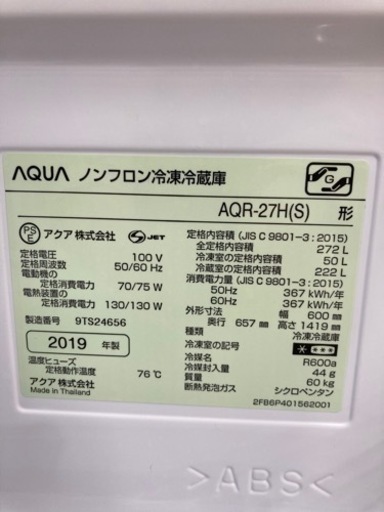 AQUA ノンフロン冷凍冷蔵庫
G
AQR-27H(S) 形
PS E アクア株式会社 JET
定格電圧 100 V
定格周波数 50/60 Hz
電動機の
定格消費電力 70/75 W
電熱装置の
定格消費電力 130/130 W
製造番号 9TS24656
2019 年製
温度ヒューズ
定格動作温度 76℃
アクア株式会社
Made in Thailand
定格内容積 (JIS C 9801-3:2015)
全定格内容積 272 L
冷凍室の定格内容積 50 L
冷蔵室の定格内容積 222 L
消費電力量 (JIS C 9801-3:2015)
50Hz 367 kWh/年
60Hz 367 kWh/年
外形寸法 幅 600 mm
奥行 657 mm 高さ 1419 mm
種類 冷凍冷蔵庫
冷凍室の記号
冷媒名 R600a
冷媒封入量 44 g
質量 60 kg
断熱発泡ガス シクロペンタン
2FB6P401562001
>ABS<